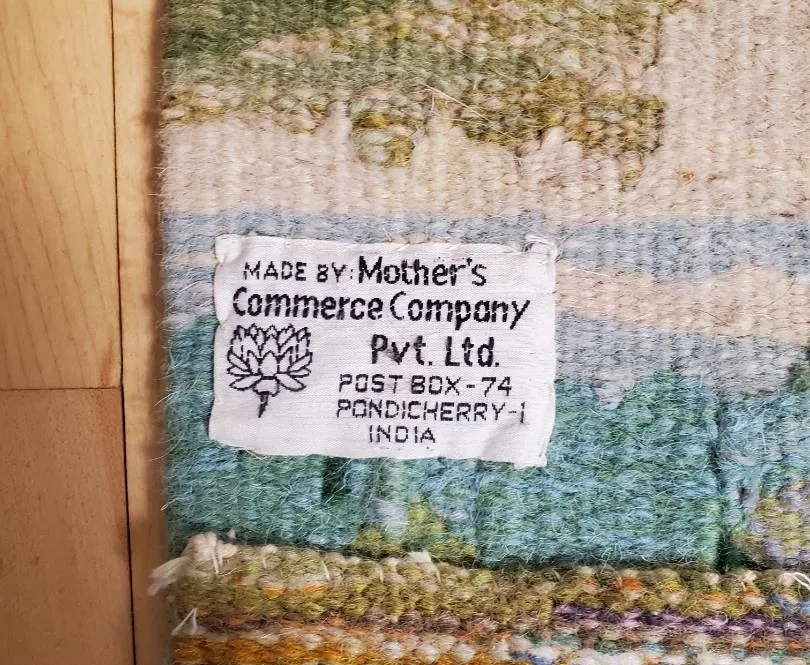 MADE BY: Mother's
Commerce Company
Pvt. Ltd.
POST BOX-74
PONDICHERRY-1
INDIA